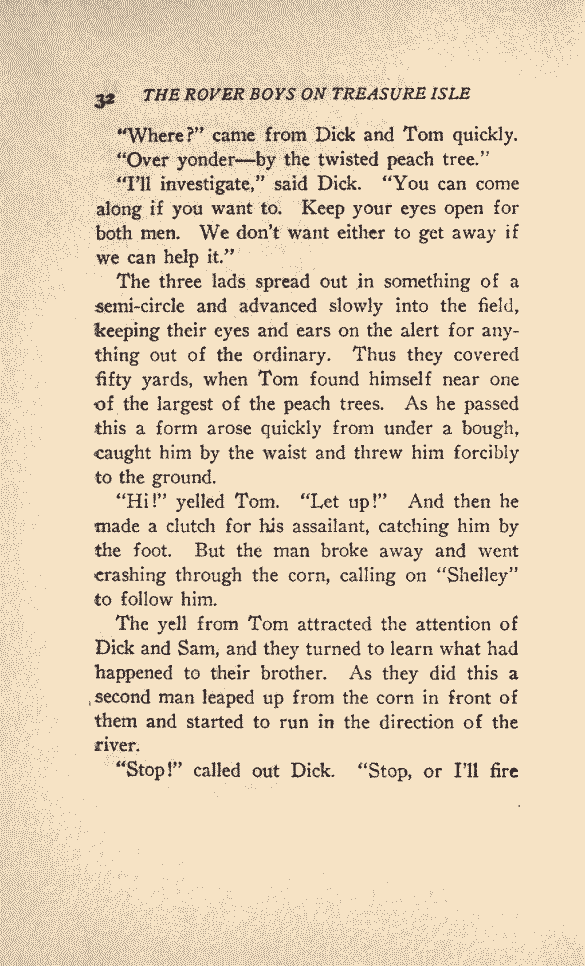 32 THE ROVER BOYS ON TREASURE ISLE
“Where?” came from Dick and Tom quickly.
“Over yonder—by the twisted peach tree.”
“I’ll investigate,” said Dick. “You can come
along if you want to. Keep your eyes open for
both men. We don’t want either to get away if
we can help it.”
The three lads spread out in something of a
semi-circle and advanced slowly into the field,
keeping their eyes and ears on the alert for any-
thing out of the ordinary. Thus they covered
fifty yards, when Tom found himself near one
of the largest of the peach trees. As he passed
this a form arose quickly from under a bough,
caught him by the waist and threw him forcibly
to the ground.
“Hi!” yelled Tom. “Let up!” And then he
made a clutch for his assailant, catching him by
the foot. But the man broke away and went
crashing through the corn, calling on “Shelley”
to follow him.
The yell from Tom attracted the attention of
Dick and Sam, and they turned to learn what had
happened to their brother. As they did this a
second man leaped up from the corn in front of
them and started to run in the direction of the
river.
“Stop!” called out Dick. “Stop, or I’ll fire